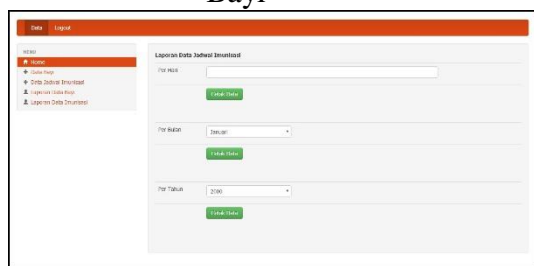 Bayi
Data Logout
MENU
Home
Data Bayi
Data Jadwal Imunisasi
Laporan Data Bayi
Laporan Data Imunisasi
Laporan Data Jadwal Imunisasi
Per Hari
Cetak Data
Per Bulan Januari
Cetak Data
Per Tahun 2000
Cetak Data